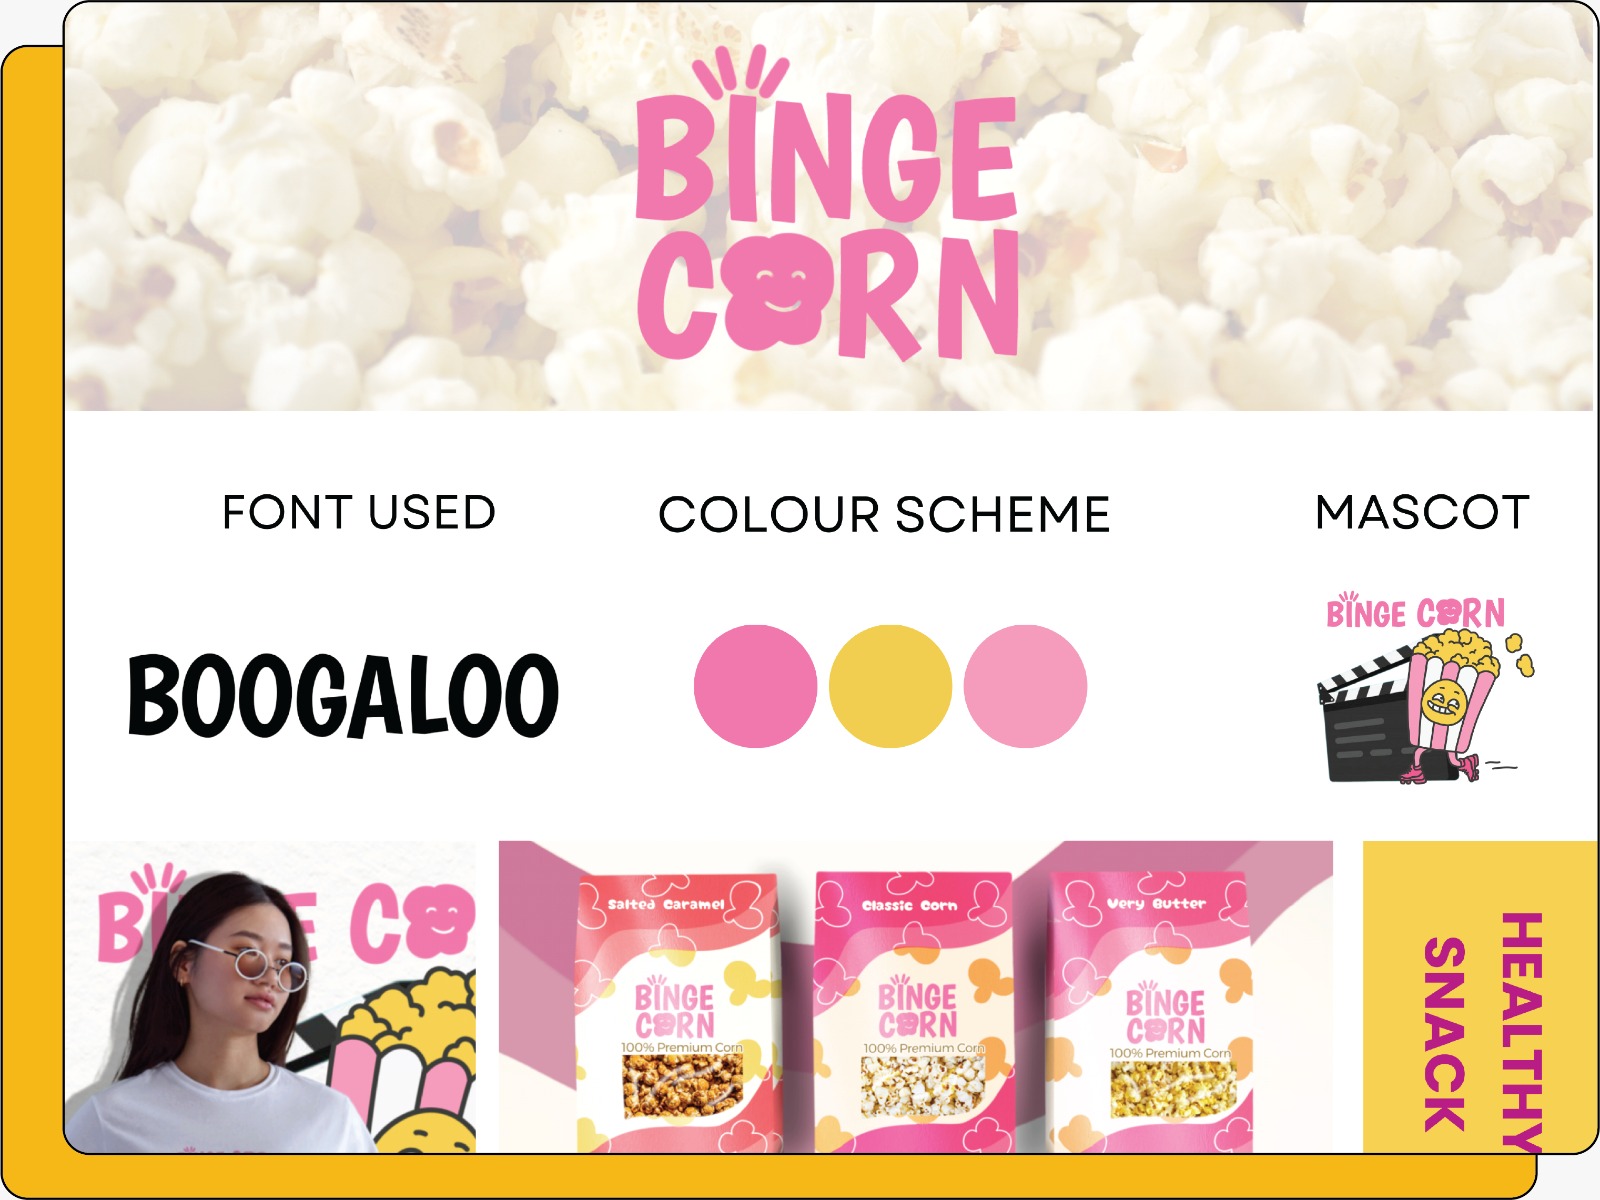 BINGE
CORN
FONT USED
COLOUR SCHEME
MASCOT
BOOGALOO
BINGE CORN
BINGE CO
Salted Caramel
BINGE
CORN
100% Premium Corn
Classic Corn
BINGE
CORN
100% Premium Corn
Very Butter
BINGE
CORN
100% Premium Corn
HEALTHY
SNACK